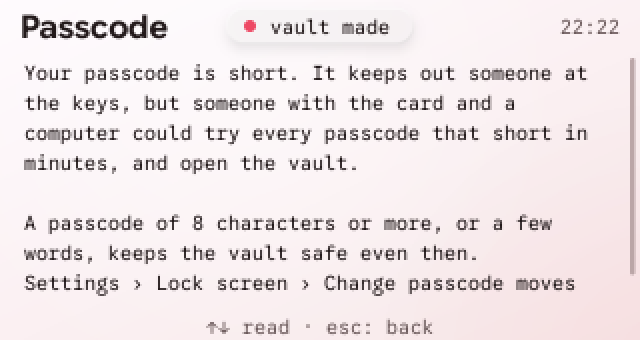 Passcode
vault made
22:22
Your passcode is short. It keeps out someone at
the keys, but someone with the card and a
computer could try every passcode that short in
minutes, and open the vault.
A passcode of 8 characters or more, or a few
words, keeps the vault safe even then.
Settings › Lock screen › Change passcode moves
↑↓ read · esc: back